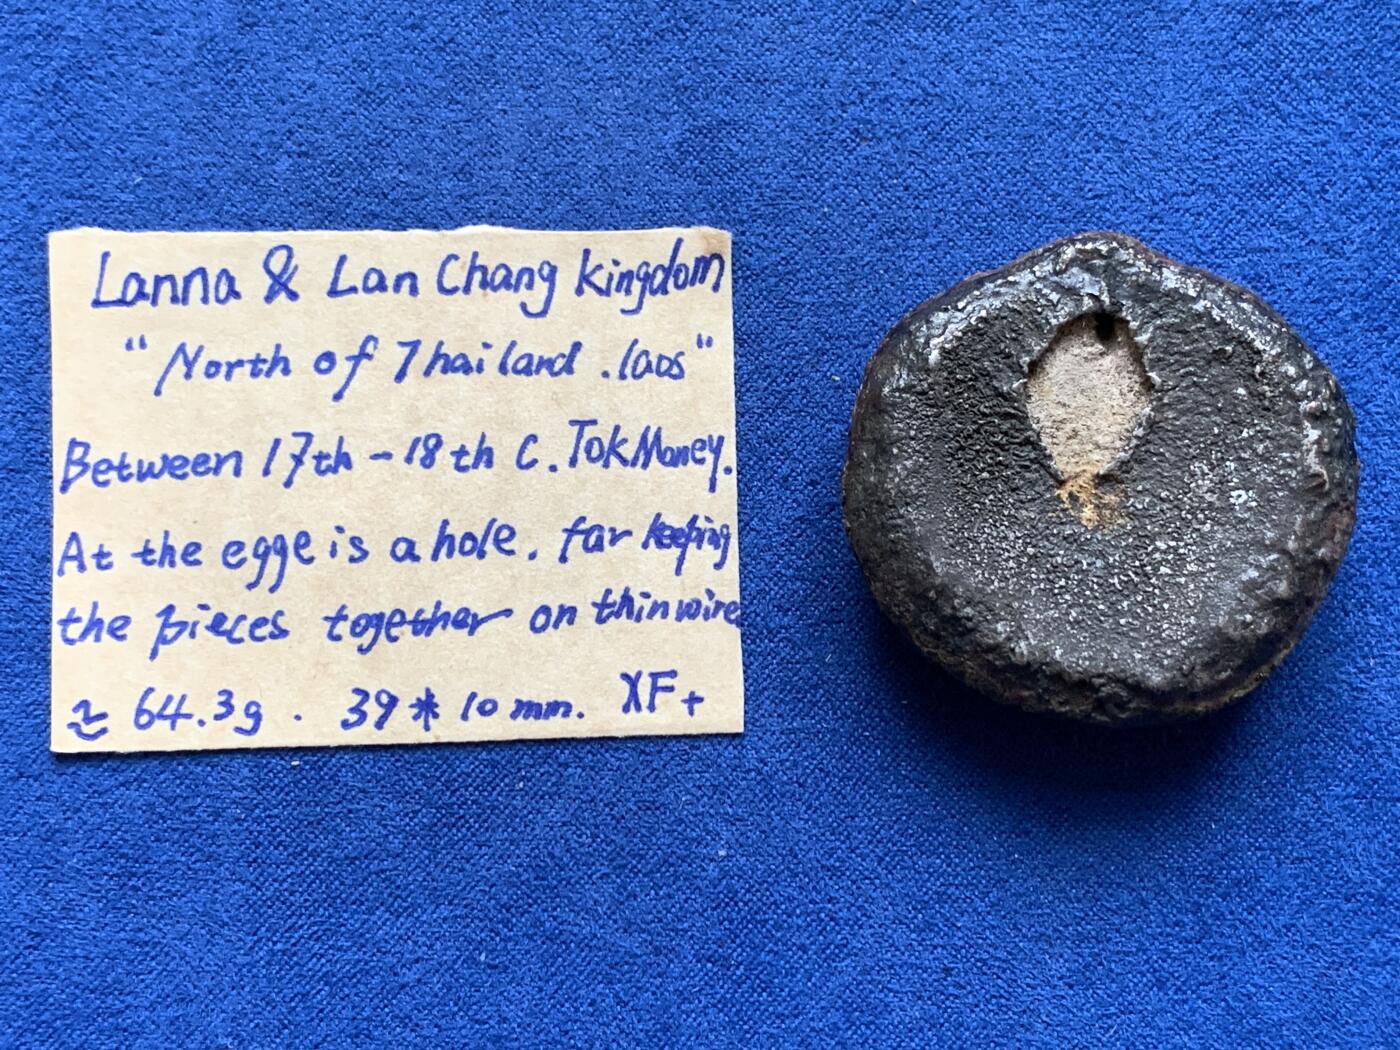 Lanna & Lan Chang kingdom
"North of Thailard . laos"
Between 17th - 18th C. Tok Money.
At the egge is a hole. far keeping
the pieces together on thin wire
≈ 64.3g . 39 * 10 mm. XF+